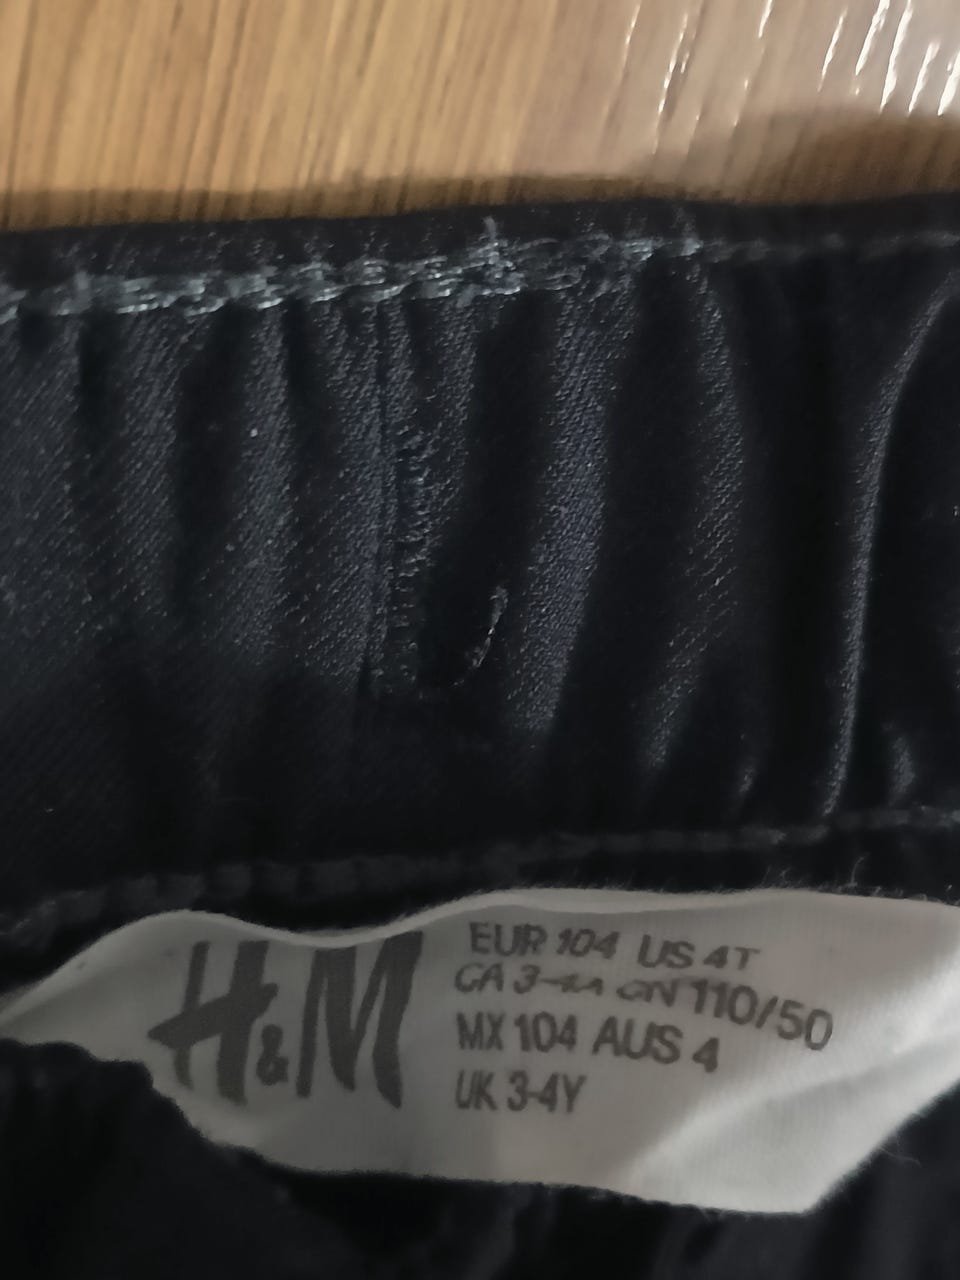 H&M
EUR 104 US 4T
CA 3-4A CN 110/50
MX 104 AUS 4
UK 3-4Y